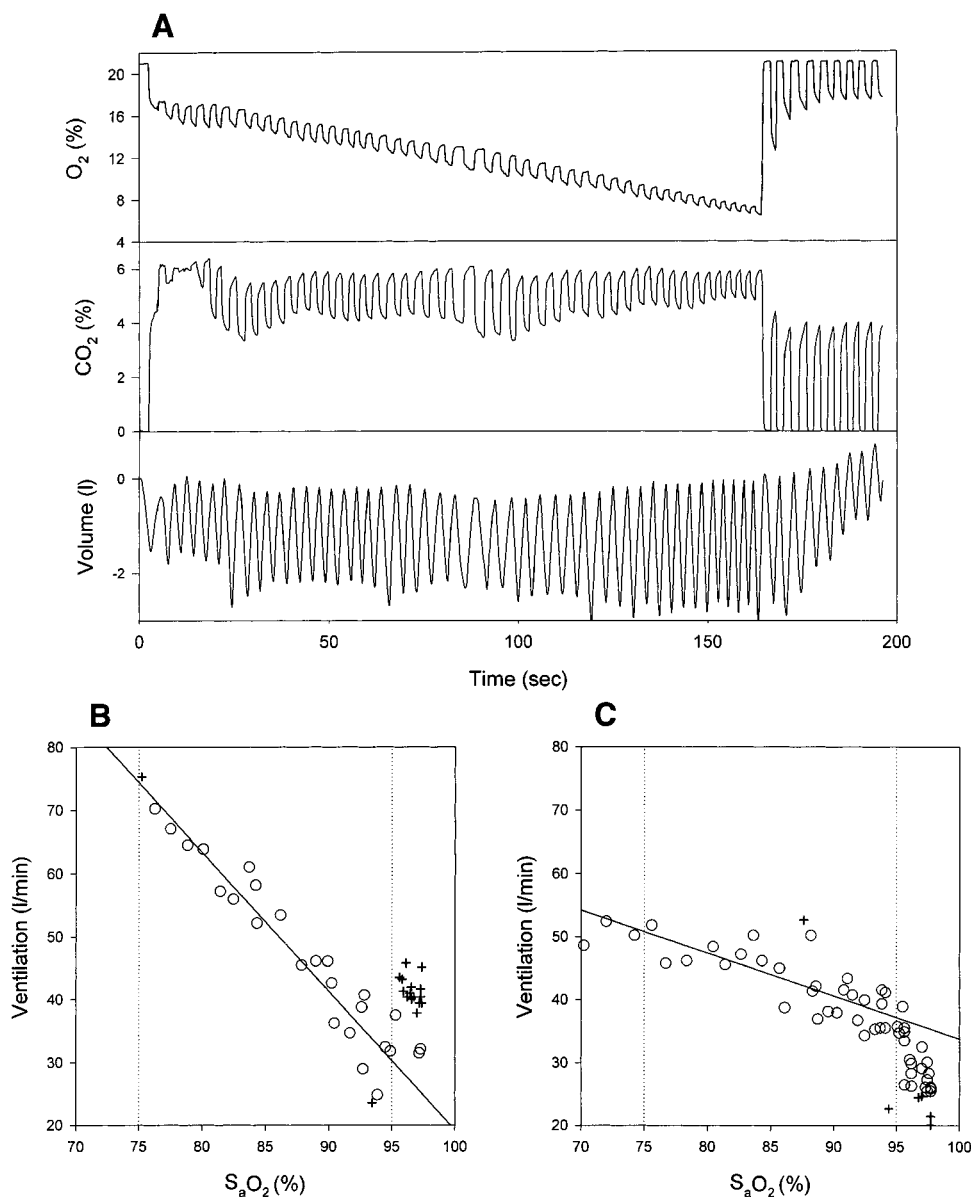 A
20
16
12
8
4
O2 (%)
6
4
2
0
CO2 (%)
0
-2
Volume (l)
0 50 100 150 200
Time (sec)
B
80
70
60
50
40
30
20
Ventilation (l/min)
70 75 80 85 90 95 100
SaO2 (%)
C
80
70
60
50
40
30
20
Ventilation (l/min)
70 75 80 85 90 95 100
SaO2 (%)